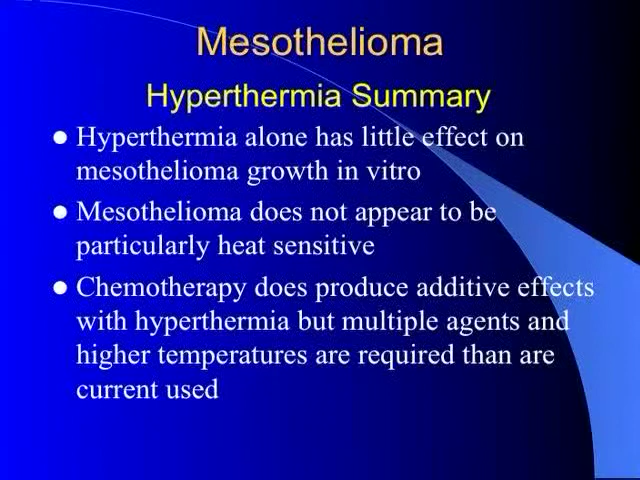 Mesothelioma
Hyperthermia Summary
● Hyperthermia alone has little effect on
mesothelioma growth in vitro
● Mesothelioma does not appear to be
particularly heat sensitive
● Chemotherapy does produce additive effects
with hyperthermia but multiple agents and
higher temperatures are required than are
current used